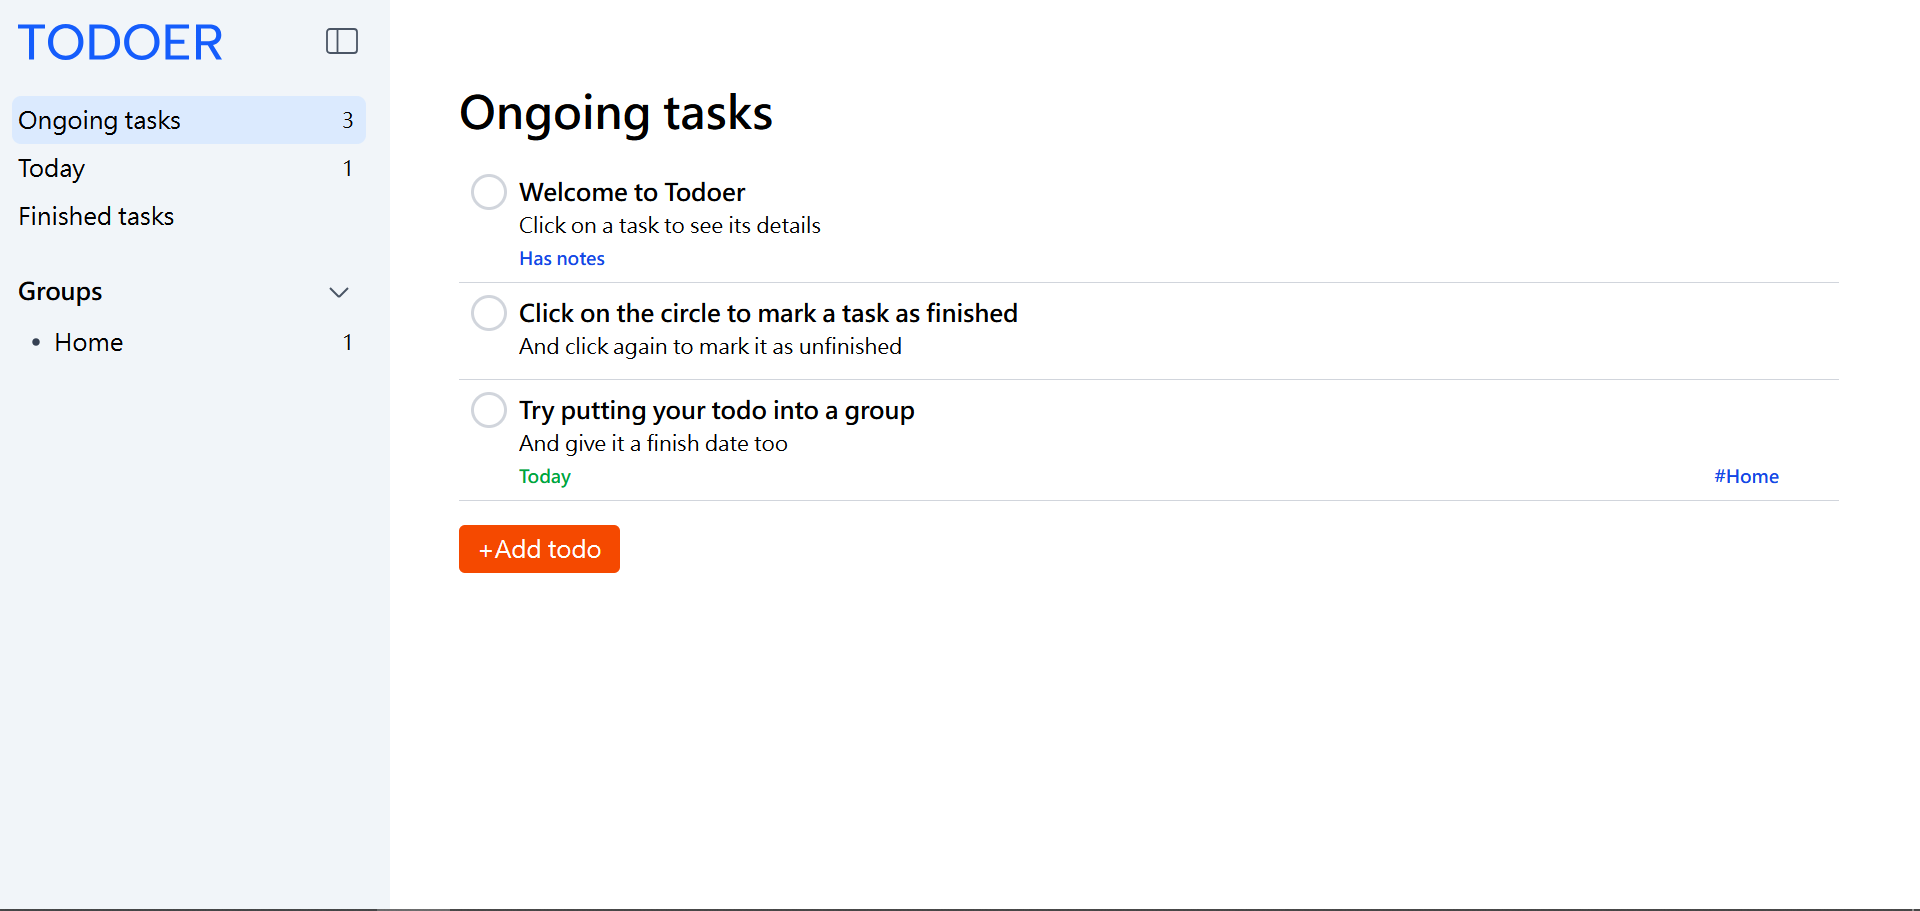 TODOER
Ongoing tasks 3
Today 1
Finished tasks
Groups
• Home 1
Ongoing tasks
Welcome to Todoer
Click on a task to see its details
Has notes
Click on the circle to mark a task as finished
And click again to mark it as unfinished
Try putting your todo into a group
And give it a finish date too
Today #Home
+Add todo